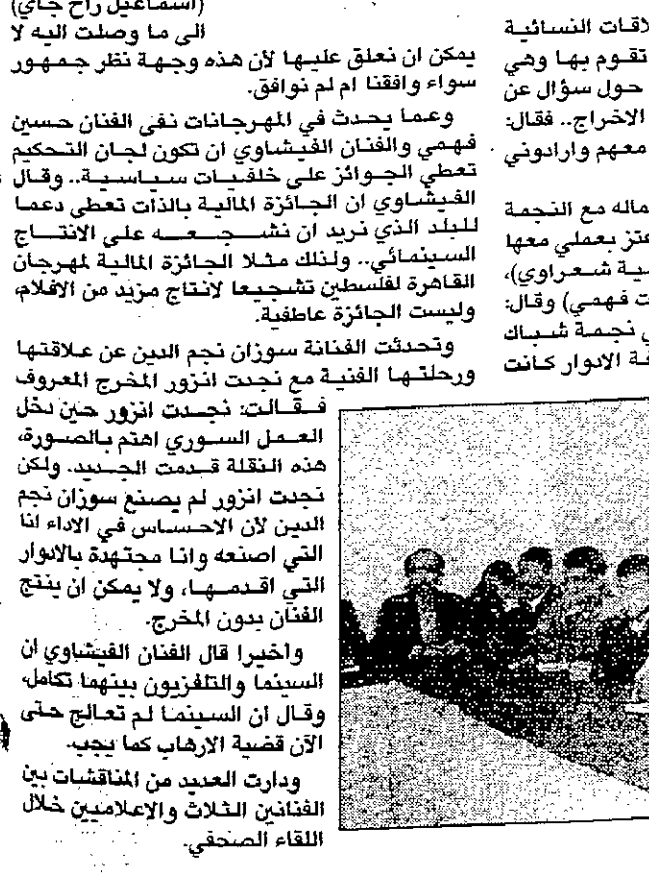 لاقات النسائية
تقوم بها وهي
حول سؤال عن
الاخراج.. فقال:
معهم وارادوني
ماله مع النجمة
عتز بعملي معها
سية شعراوي)،
ت فهمي) وقال:
ي نجمة شباك
فة الادوار كانت
(اسماعيل راح جاي)
الى ما وصلت اليه لا
يمكن ان نعلق عليها لأن هذه وجهة نظر جمهور
سواء وافقنا ام لم نوافق.
وعما يحدث في المهرجانات نفى الفنان حسين
فهمي والفنان الفيشاوي ان تكون لجان التحكيم
تعطي الجوائز على خلفيات سياسية.. وقال
الفيشاوي ان الجائزة المالية بالذات تعطى دعما
للبلد الذي نريد ان نشجعه على الانتاج
السينمائي.. ولذلك مثلا الجائزة المالية لمهرجان
القاهرة لفلسطين تشجيعا لانتاج مزيد من الافلام،
وليست الجائزة عاطفية.
وتحدثت الفنانة سوزان نجم الدين عن علاقتها
ورحلتها الفنية مع نجدت انزور المخرج المعروف
فقالت: نجدت انزور حين دخل
العمل السوري اهتم بالصورة،
هذه النقلة قدمت الجديد. ولكن
نجدت انزور لم يصنع سوزان نجم
الدين لأن الاحساس في الاداء انا
التي اصنعه وانا مجتهدة بالادوار
التي اقدمها، ولا يمكن ان ينتج
الفنان بدون المخرج.
واخيرا قال الفنان الفيشاوي ان
السينما والتلفزيون بينهما تكامل،
وقال ان السينما لم تعالج حتى
الآن قضية الارهاب كما يجب.
ودارت العديد من المناقشات بين
الفنانين الثلاث والاعلاميين خلال
اللقاء الصحفي.